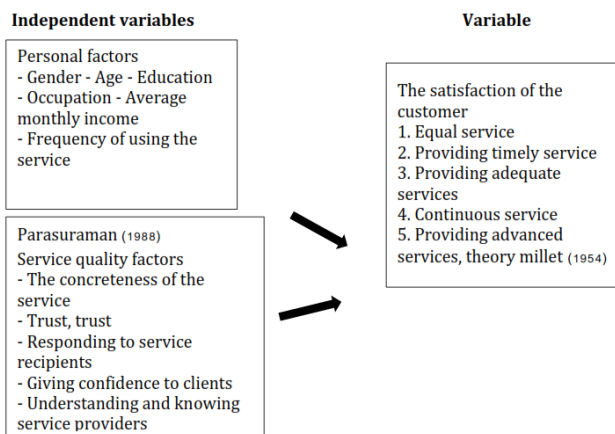 Independent variables
Personal factors
- Gender - Age - Education
- Occupation - Average
monthly income
- Frequency of using the
service
Parasuraman (1988)
Service quality factors
- The concreteness of the
service
- Trust, trust
- Responding to service
recipients
- Giving confidence to clients
- Understanding and knowing
service providers
Variable
The satisfaction of the
customer
1. Equal service
2. Providing timely service
3. Providing adequate
services
4. Continuous service
5. Providing advanced
services, theory millet (1954)